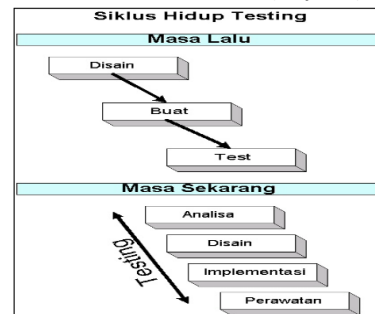 Siklus Hidup Testing
Masa Lalu
Disain
Buat
Test
Masa Sekarang
Analisa
Disain
Implementasi
Perawatan
Testing